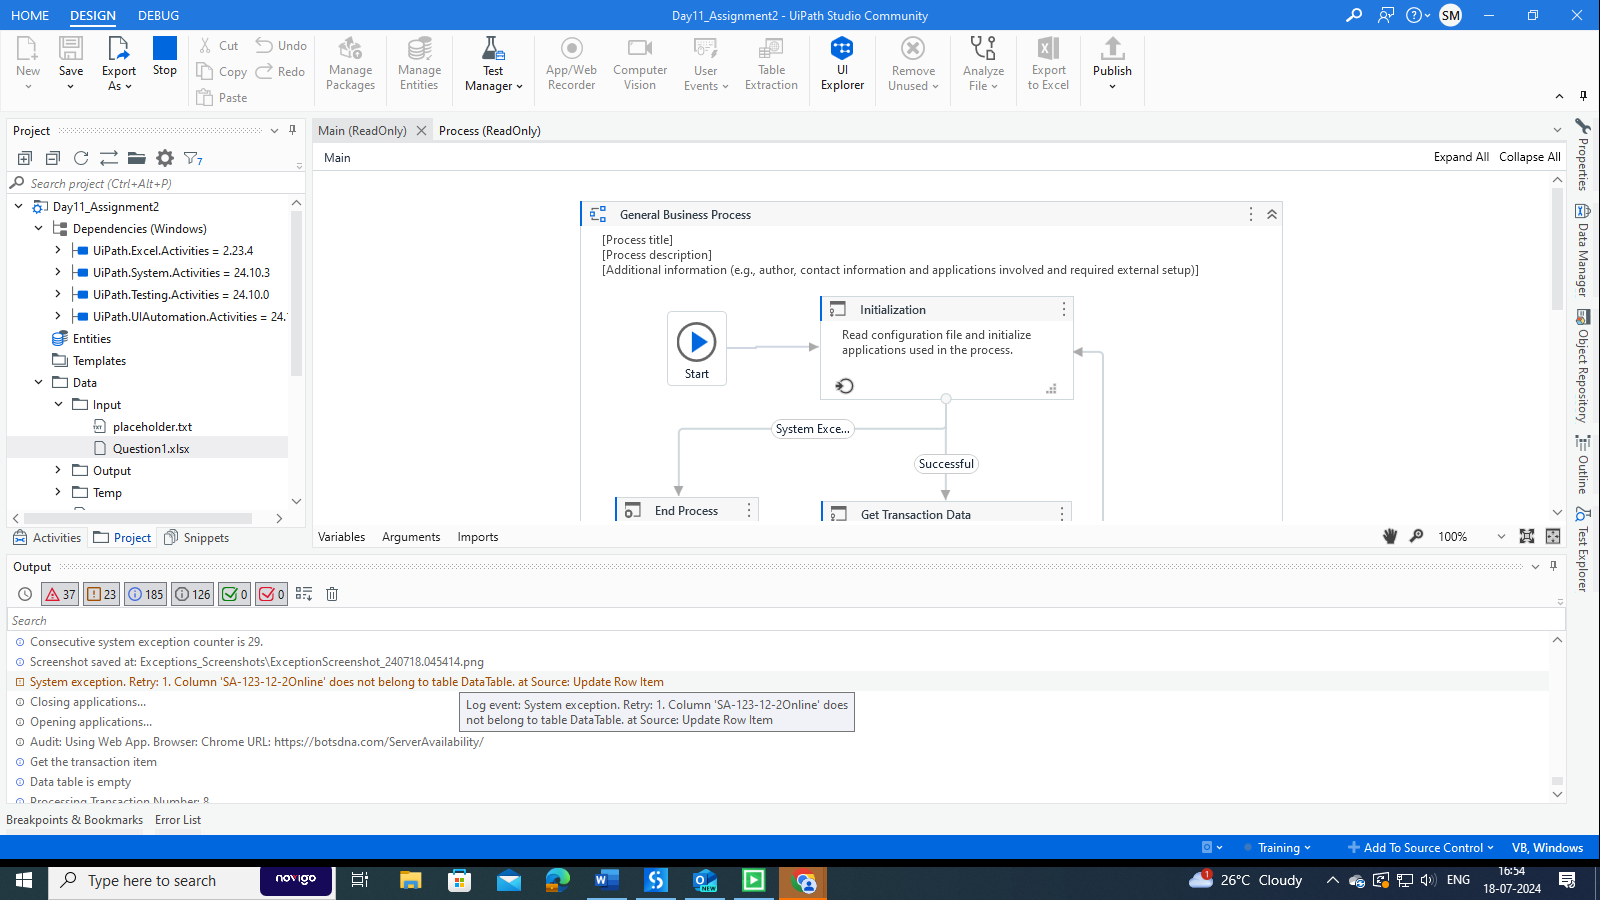 HOME DESIGN DEBUG
Day11_Assignment2 - UiPath Studio Community
SM
New
Save
Export
As
Stop
Cut
Copy
Paste
Undo
Redo
Manage
Packages
Manage
Entities
Test
Manager
App/Web
Recorder
Computer
Vision
User
Events
Table
Extraction
UI
Explorer
Remove
Unused
Analyze
File
Export
to Excel
Publish
Project
7
Search project (Ctrl+Alt+P)
Day11_Assignment2
Dependencies (Windows)
UiPath.Excel.Activities = 2.23.4
UiPath.System.Activities = 24.10.3
UiPath.Testing.Activities = 24.10.0
UiPath.UIAutomation.Activities = 24.
Entities
Templates
Data
Input
placeholder.txt
Question1.xlsx
Output
Temp
Activities Project Snippets
Main (ReadOnly) Process (ReadOnly)
Main
Expand All Collapse All
General Business Process
[Process title]
[Process description]
[Additional information (e.g., author, contact information and applications involved and required external setup)]
Start
Initialization
Read configuration file and initialize
applications used in the process.
System Exce...
Successful
End Process
Get Transaction Data
Variables Arguments Imports
100%
Properties
Data Manager
Object Repository
Outline
Test Explorer
Output
37 23 185 126 0 0
Search
Consecutive system exception counter is 29.
Screenshot saved at: Exceptions_Screenshots\ExceptionScreenshot_240718.045414.png
System exception. Retry: 1. Column 'SA-123-12-2Online' does not belong to table DataTable. at Source: Update Row Item
Log event: System exception. Retry: 1. Column 'SA-123-12-2Online' does
not belong to table DataTable. at Source: Update Row Item
Closing applications...
Opening applications...
Audit: Using Web App. Browser: Chrome URL: https://botsdna.com/ServerAvailability/
Get the transaction item
Data table is empty
Processing Transaction Number: 8
Breakpoints & Bookmarks Error List
Training
Add To Source Control
VB, Windows
Type here to search
novigo
NEW
1
26°C Cloudy
ENG
16:54
18-07-2024